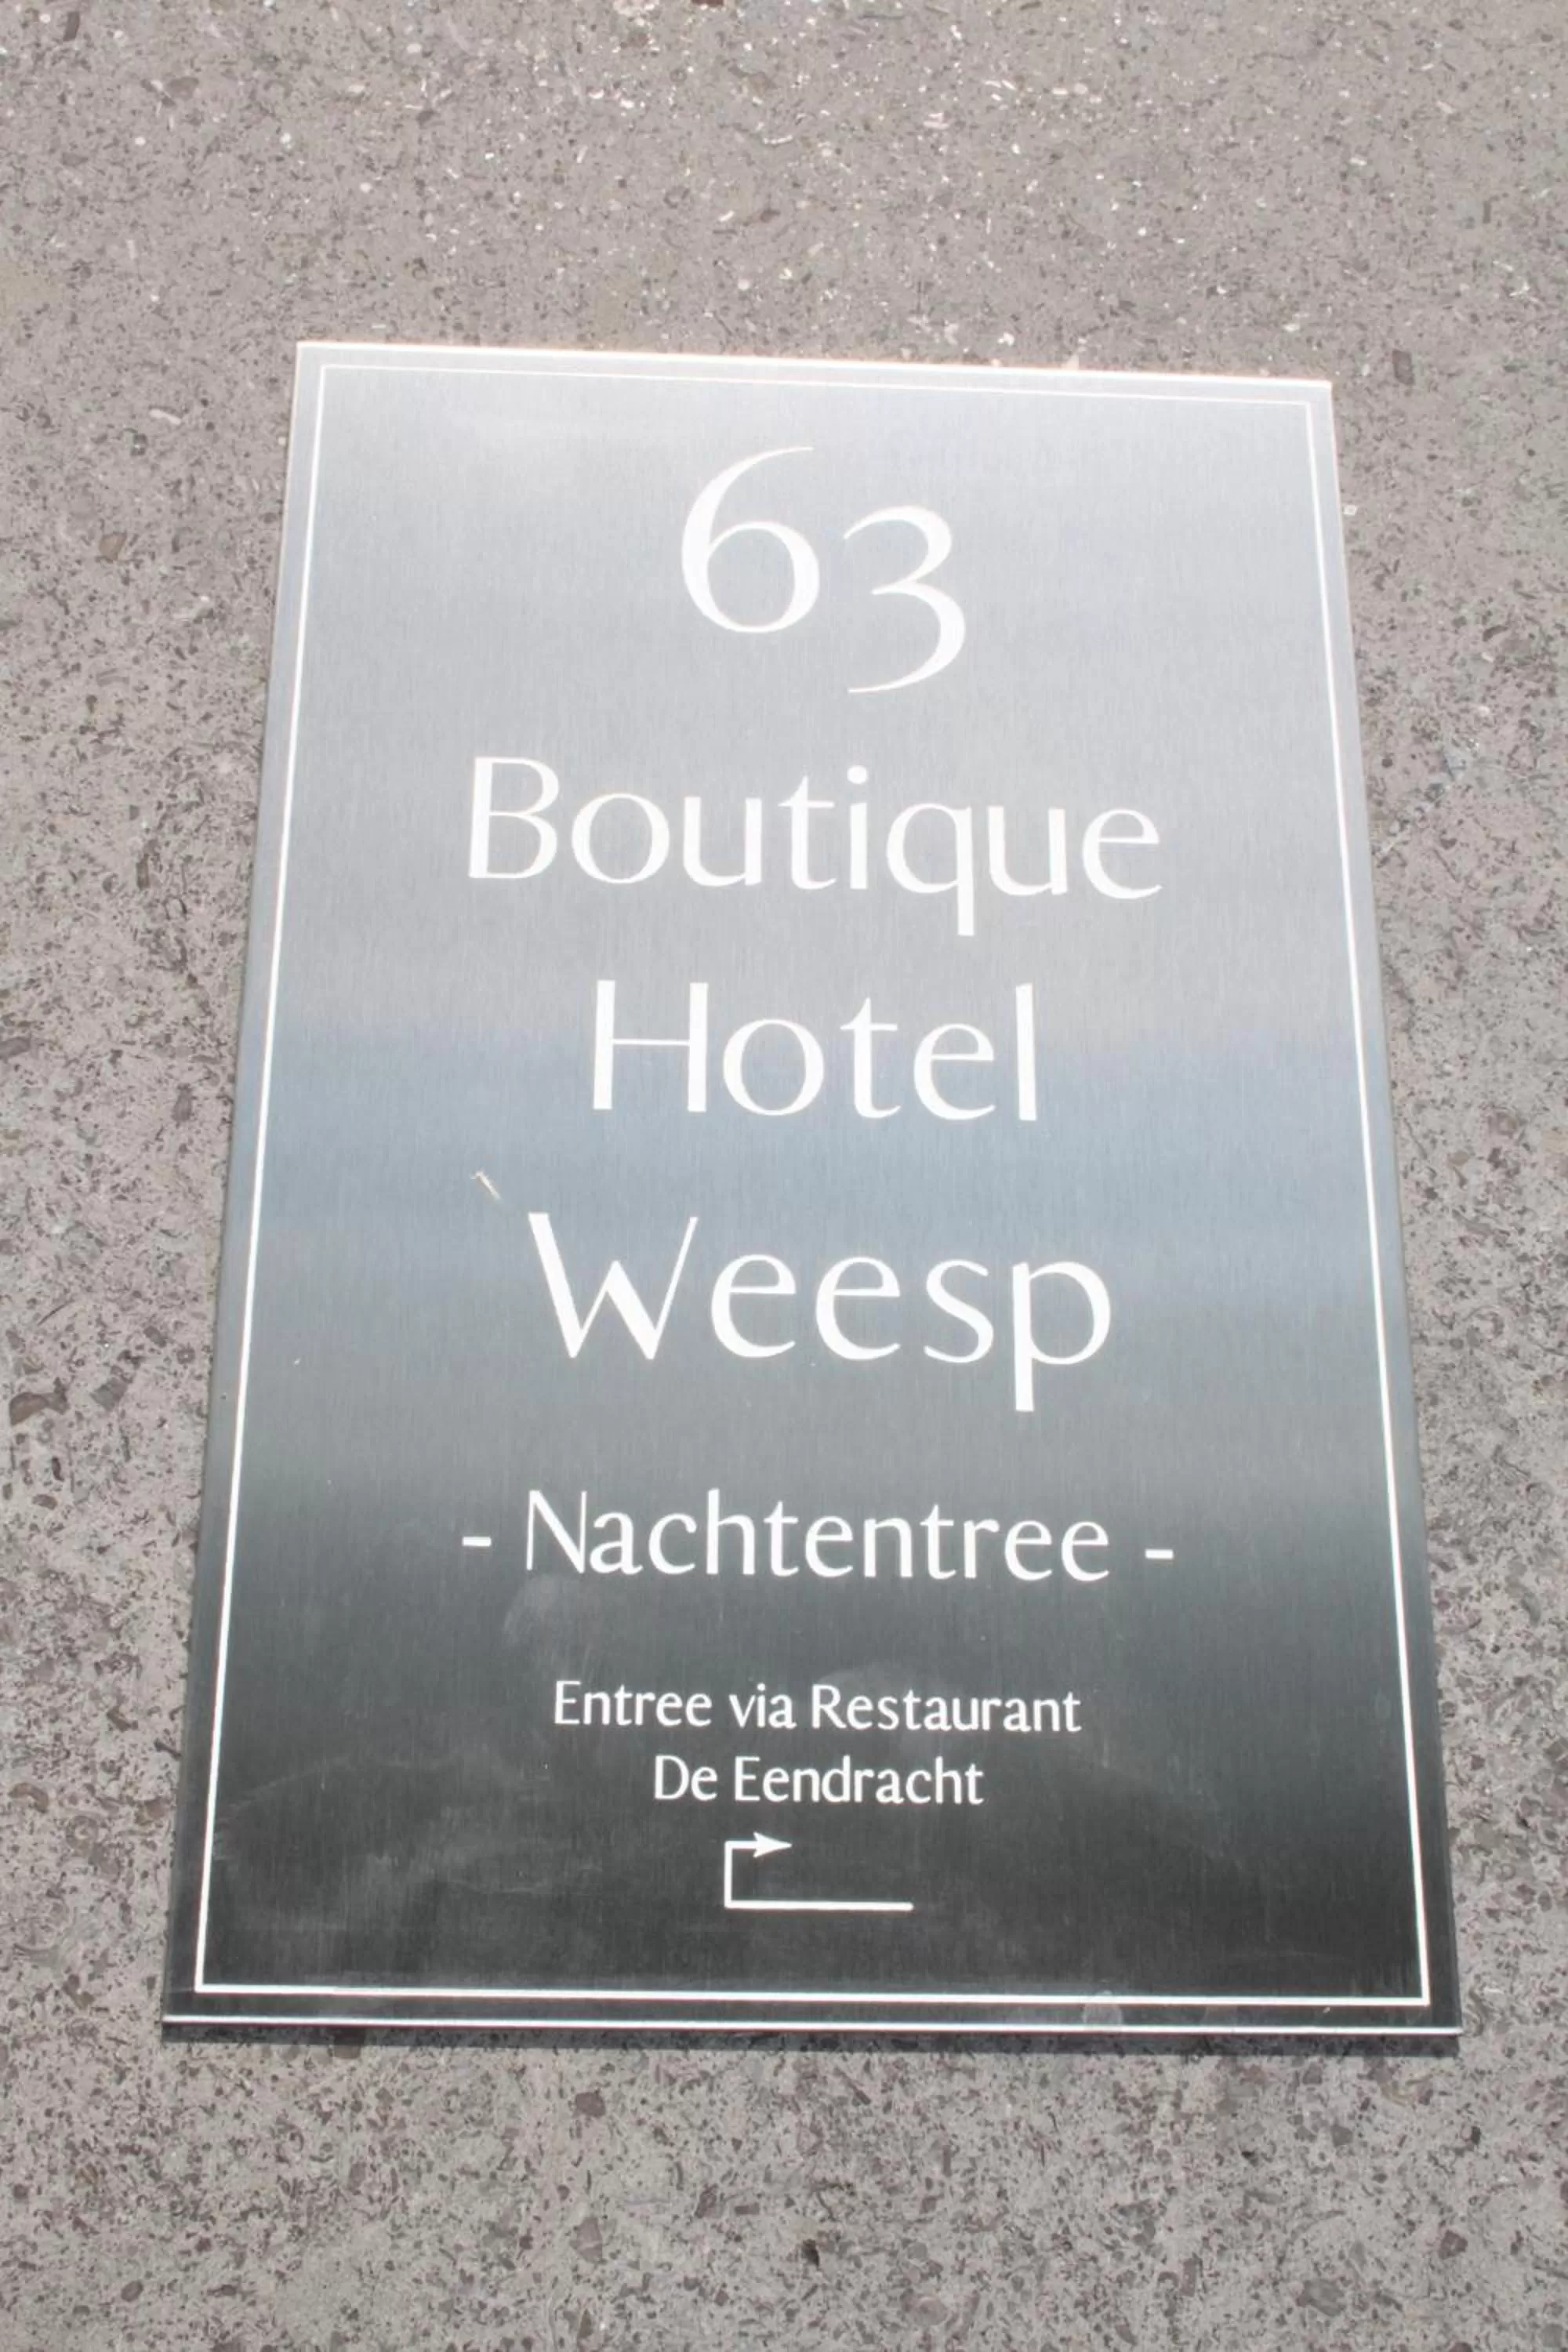 63
Boutique
Hotel
Weesp
- Nachtentree -
Entree via Restaurant
De Eendracht